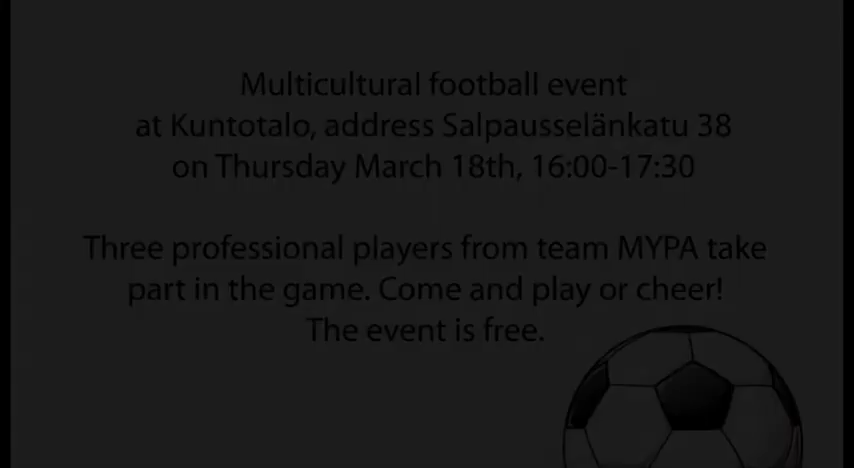 Multicultural football event
at Kuntotalo, address Salpausselänkatu 38
on Thursday March 18th, 16:00-17:30
Three professional players from team MYPA take
part in the game. Come and play or cheer!
The event is free.